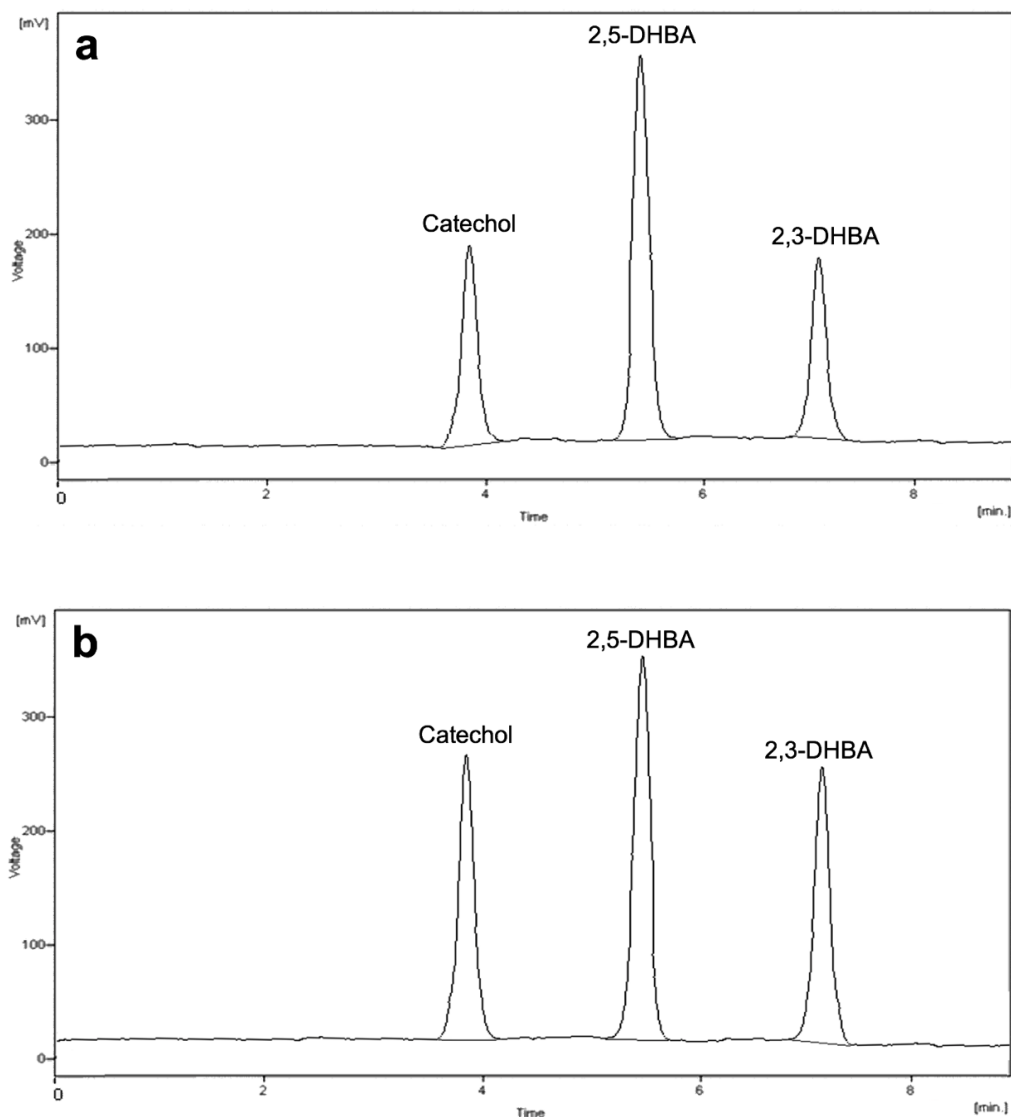 [mV]
a
2,5-DHBA
300
Catechol
2,3-DHBA
200
Voltage
100
0
0 2 4 6 8
Time [min.]
[mV]
b
2,5-DHBA
300
Catechol
2,3-DHBA
200
Voltage
100
0
0 2 4 6 8
Time [min.]